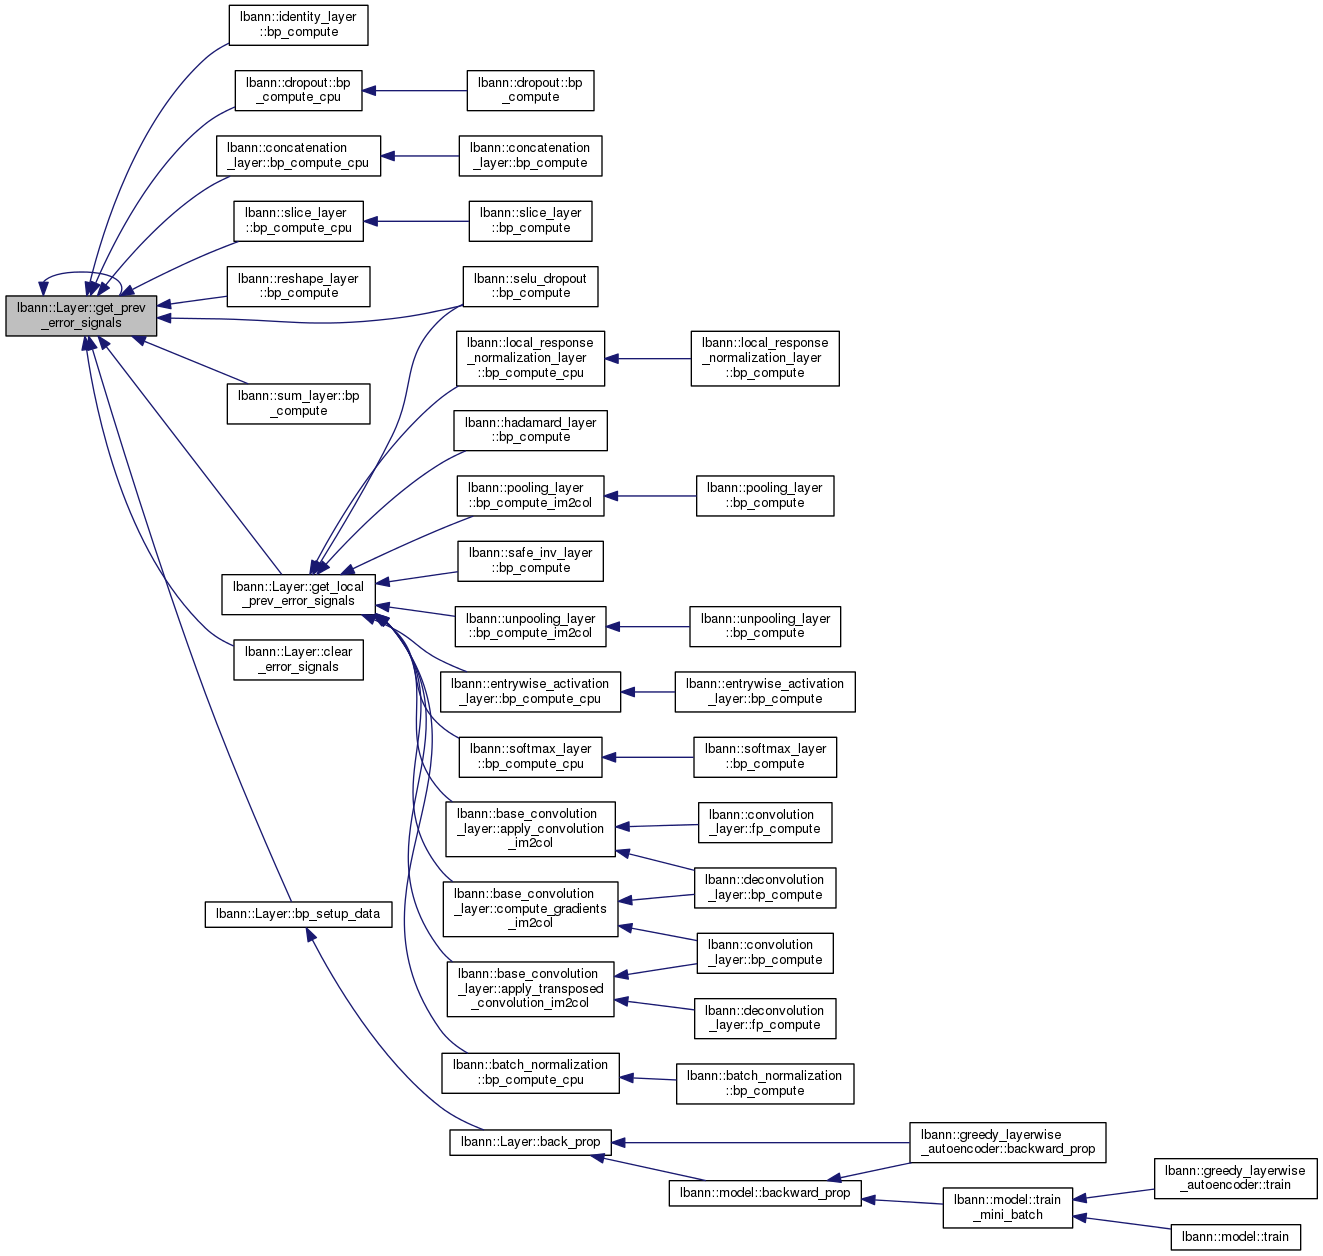 lbann::identity_layer
::bp_compute
lbann::dropout::bp
_compute_cpu
lbann::dropout::bp
_compute
lbann::concatenation
_layer::bp_compute_cpu
lbann::concatenation
_layer::bp_compute
lbann::slice_layer
::bp_compute_cpu
lbann::slice_layer
::bp_compute
lbann::reshape_layer
::bp_compute
lbann::selu_dropout
::bp_compute
lbann::Layer::get_prev
_error_signals
lbann::local_response
_normalization_layer
::bp_compute_cpu
lbann::local_response
_normalization_layer
::bp_compute
lbann::sum_layer::bp
_compute
lbann::hadamard_layer
::bp_compute
lbann::pooling_layer
::bp_compute_im2col
lbann::pooling_layer
::bp_compute
lbann::safe_inv_layer
::bp_compute
lbann::Layer::get_local
_prev_error_signals
lbann::unpooling_layer
::bp_compute_im2col
lbann::unpooling_layer
::bp_compute
lbann::Layer::clear
_error_signals
lbann::entrywise_activation
_layer::bp_compute_cpu
lbann::entrywise_activation
_layer::bp_compute
lbann::softmax_layer
::bp_compute_cpu
lbann::softmax_layer
::bp_compute
lbann::base_convolution
_layer::apply_convolution
_im2col
lbann::convolution
_layer::fp_compute
lbann::deconvolution
_layer::bp_compute
lbann::base_convolution
_layer::compute_gradients
_im2col
lbann::Layer::bp_setup_data
lbann::convolution
_layer::bp_compute
lbann::base_convolution
_layer::apply_transposed
_convolution_im2col
lbann::deconvolution
_layer::fp_compute
lbann::batch_normalization
::bp_compute_cpu
lbann::batch_normalization
::bp_compute
lbann::Layer::back_prop
lbann::greedy_layerwise
_autoencoder::backward_prop
lbann::model::backward_prop
lbann::model::train
_mini_batch
lbann::greedy_layerwise
_autoencoder::train
lbann::model::train